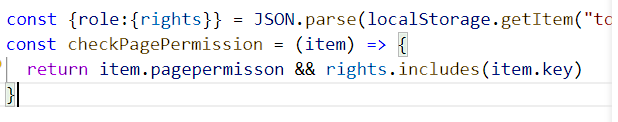 const {role:{rights}} = JSON.parse(localStorage.getItem("to
const checkPagePermission = (item) => {
return item.pagepermisson && rights.includes(item.key)
}